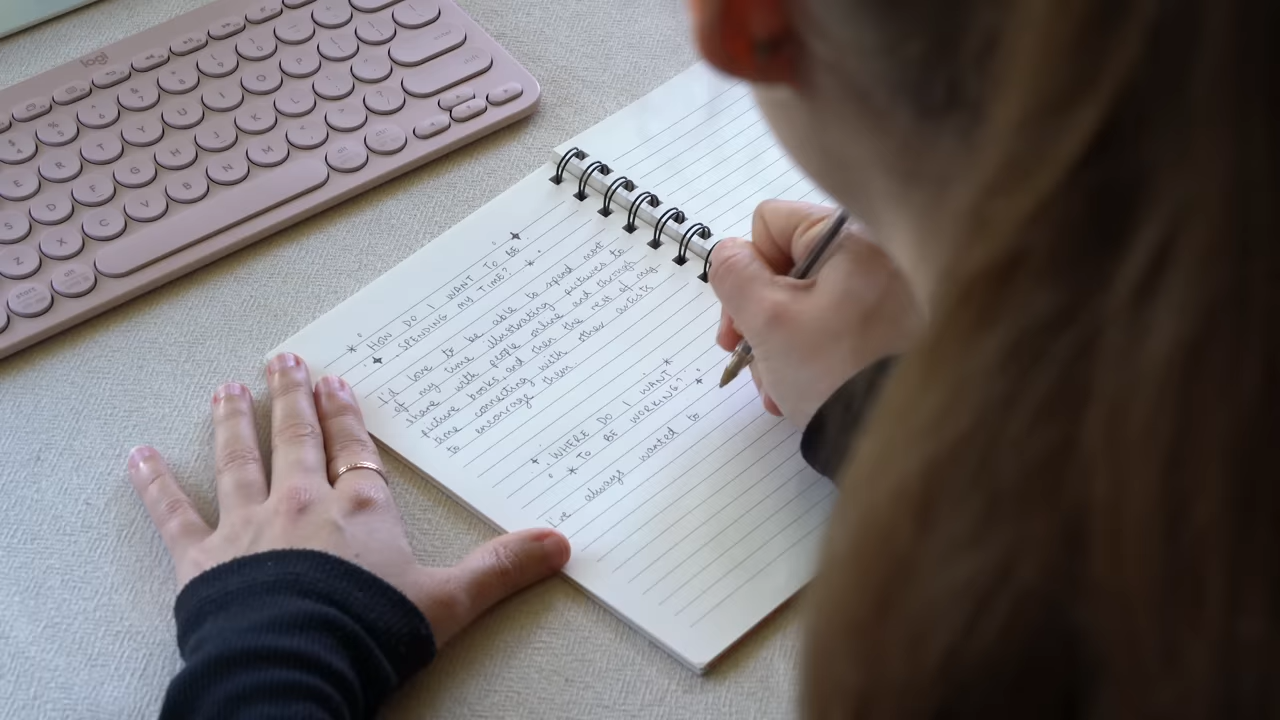 logi
HOW DO I WANT TO BE
SPENDING MY TIME?
I'd love to be able to spend most
of my time illustrating pictures to
share with people online and through
picture books and then the rest of my
time connecting with other artists
to encourage them
WHERE DO I WANT
TO BE WORKING?
I've always wanted to